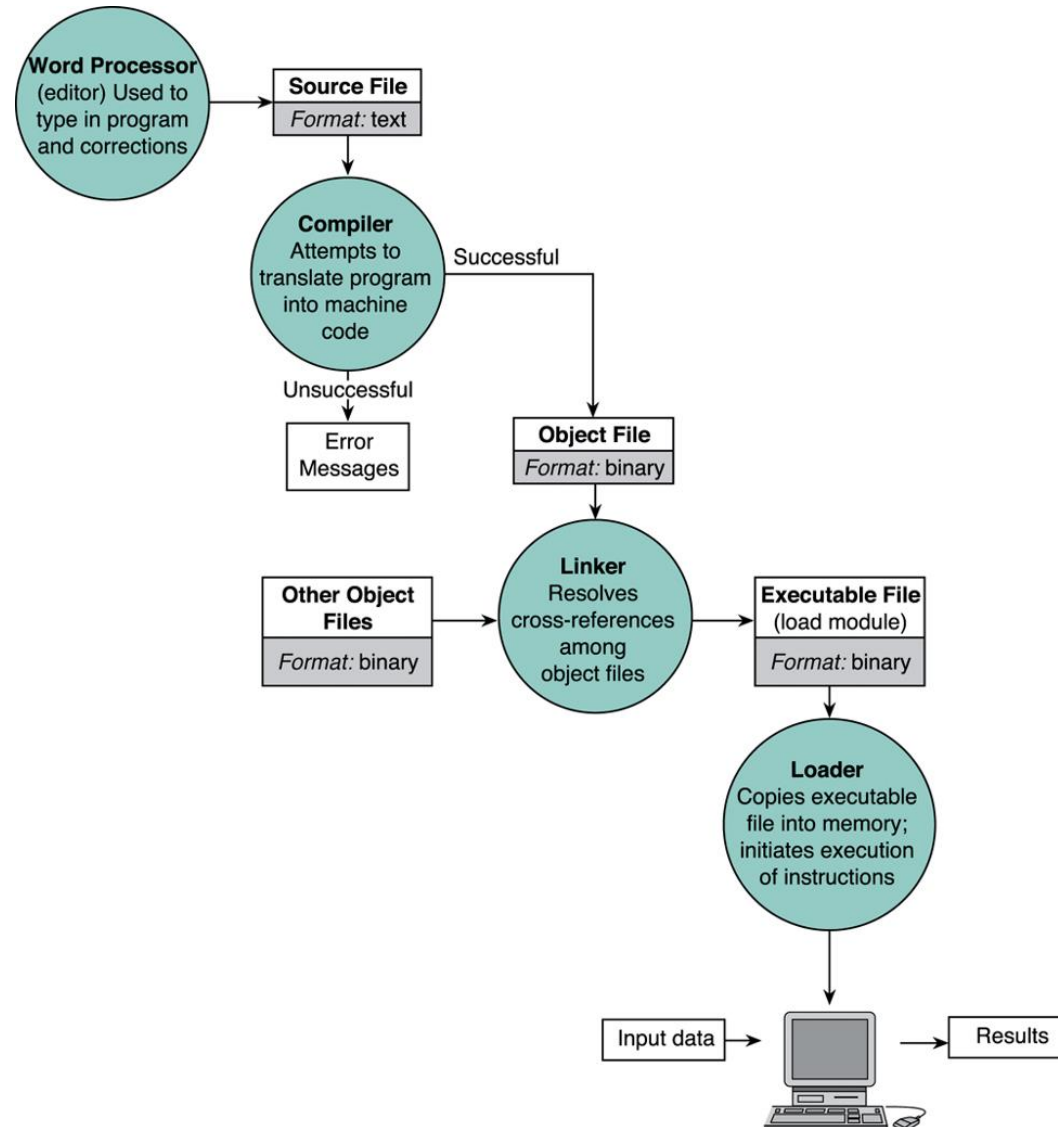 Word Processor
(editor) Used to
type in program
and corrections
Source File
Format: text
Compiler
Attempts to
translate program
into machine
code
Successful
Unsuccessful
Error
Messages
Object File
Format: binary
Other Object
Files
Format: binary
Linker
Resolves
cross-references
among
object files
Executable File
(load module)
Format: binary
Loader
Copies executable
file into memory;
initiates execution
of instructions
Input data
Results